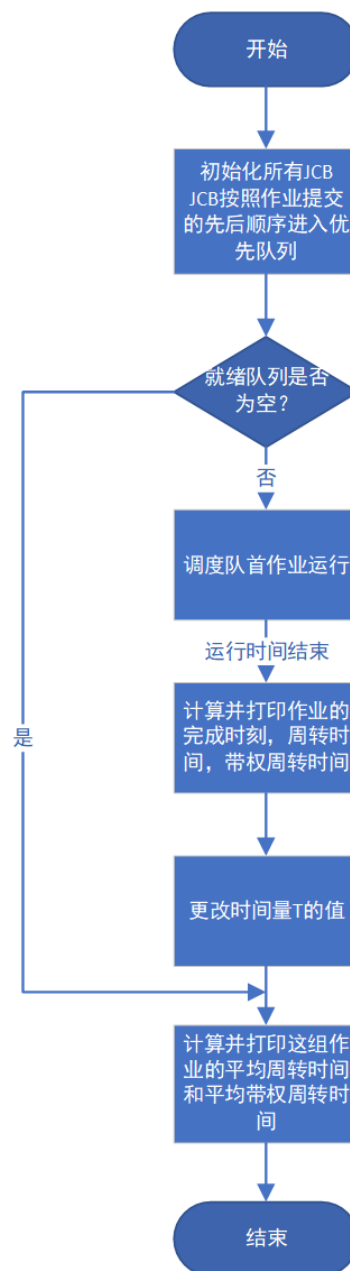 开始
初始化所有JCB
JCB按照作业提交
的先后顺序进入优
先队列
就绪队列是否
为空？
否
调度队首作业运行
运行时间结束
计算并打印作业的
完成时刻，周转时
间，带权周转时间
是
更改时间量T的值
计算并打印这组作
业的平均周转时间
和平均带权周转时
间
结束